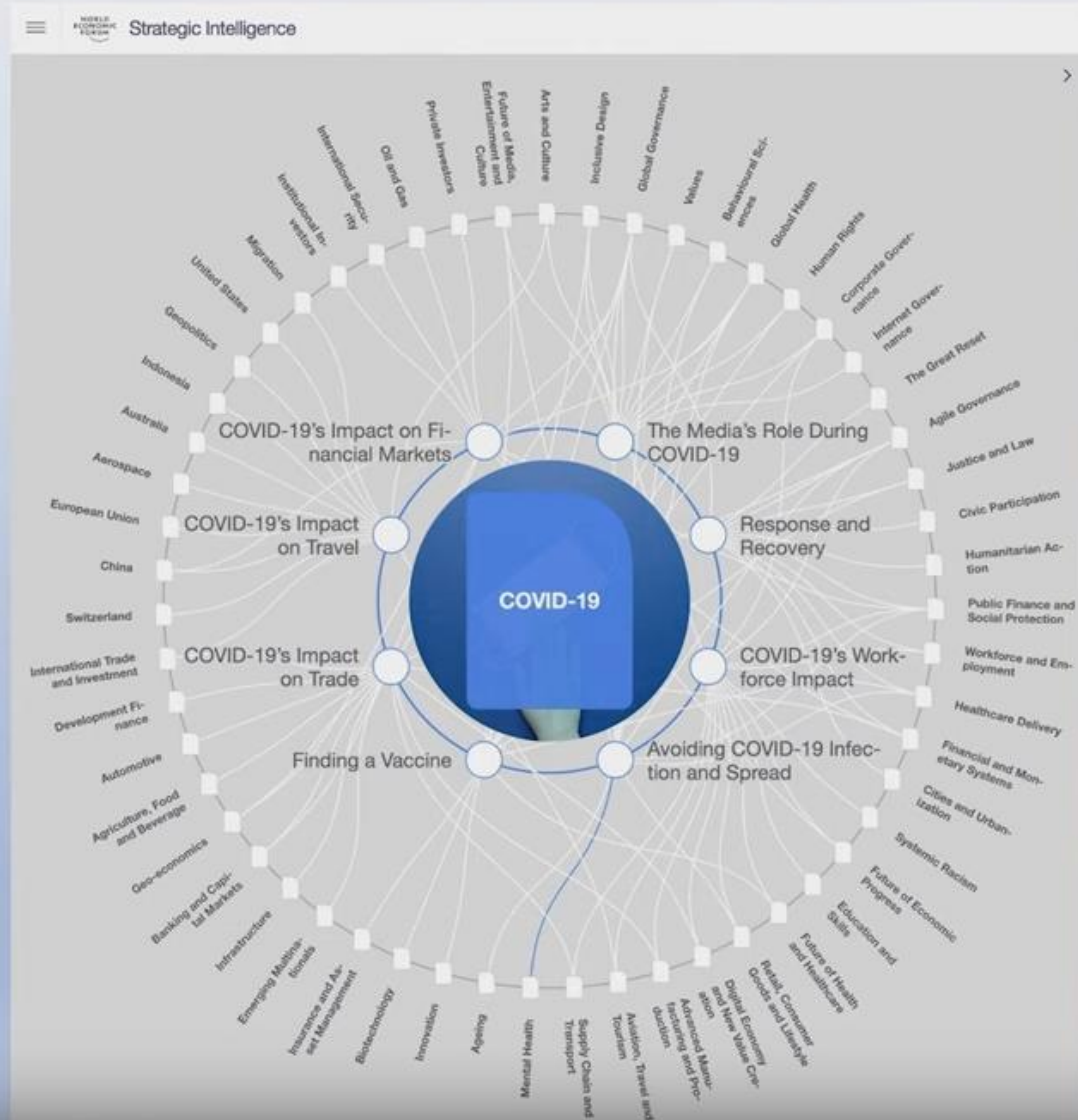 WORLD
ECONOMIC
FORUM
Strategic Intelligence
COVID-19
COVID-19's Impact on Fi-
nancial Markets
The Media's Role During
COVID-19
COVID-19's Impact
on Travel
Response and
Recovery
COVID-19's Impact
on Trade
COVID-19's Work-
force Impact
Finding a Vaccine
Avoiding COVID-19 Infec-
tion and Spread
Arts and Culture
Inclusive Design
Global Governance
Values
Behavioural Sci-
ences
Global Health
Human Rights
Corporate Gover-
nance
Internet Gover-
nance
The Great Reset
Agile Governance
Justice and Law
Civic Participation
Humanitarian Ac-
tion
Public Finance and
Social Protection
Workforce and Em-
ployment
Healthcare Delivery
Financial and Mon-
etary Systems
Cities and Urban-
ization
Systemic Racism
Future of Economic
Progress
Education and
Skills
Future of Health
and Healthcare
Retail, Consumer
Goods and Lifestyle
Digital Economy
and New Value Cre-
ation
Advanced Manu-
facturing and Pro-
duction
Aviation, Travel and
Tourism
Supply Chain and
Transport
Mental Health
Ageing
Innovation
Biotechnology
Insurance and As-
set Management
Emerging Multina-
tionals
Infrastructure
Banking and Capi-
tal Markets
Geo-economics
Agriculture, Food
and Beverage
Automotive
Development Fi-
nance
International Trade
and Investment
Switzerland
China
European Union
Aerospace
Australia
Indonesia
Geopolitics
United States
Migration
Institutional In-
vestors
International Secu-
rity
Oil and Gas
Private Investors
Future of Media,
Entertainment and
Culture